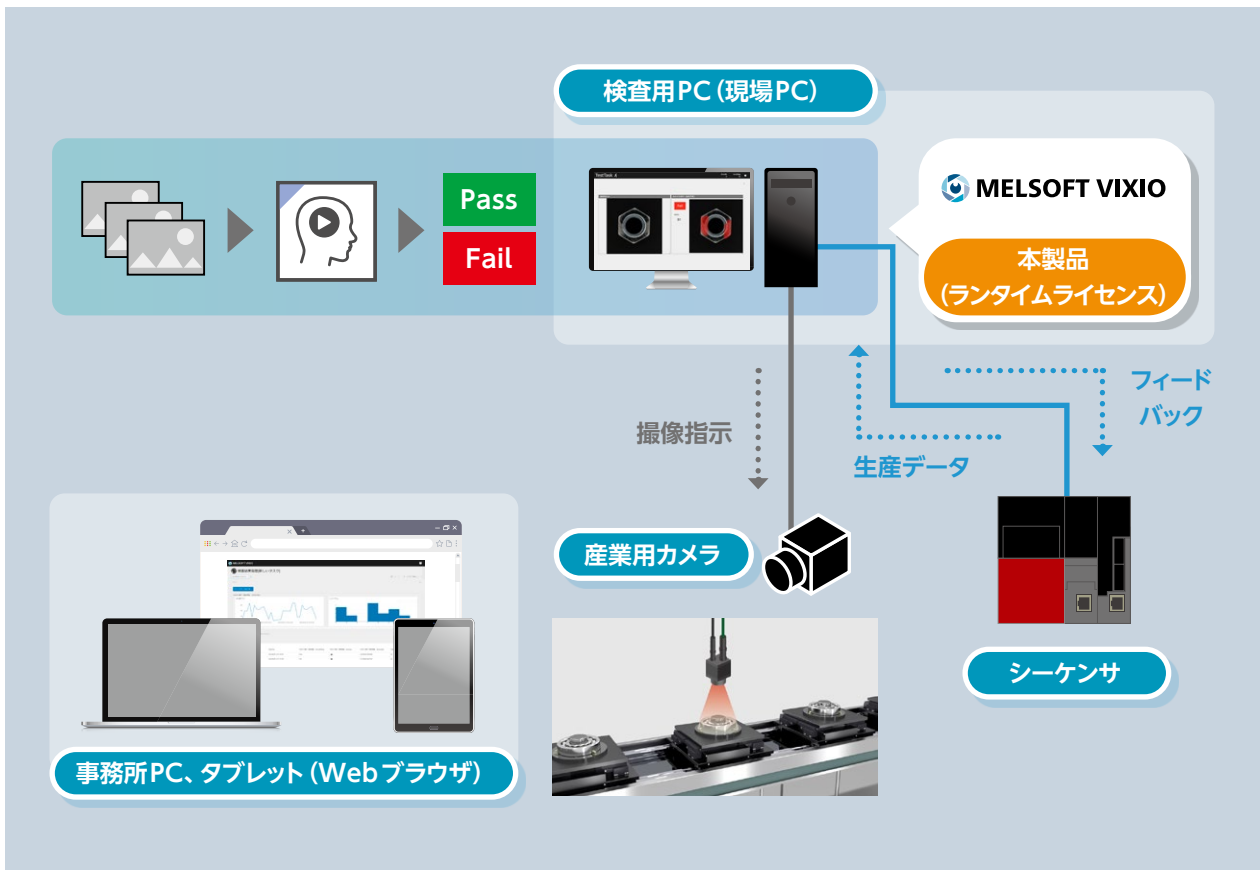 検査用PC（現場PC）
MELSOFT VIXIO
本製品
（ランタイムライセンス）
Pass
Fail
撮像指示
生産データ
フィード
バック
産業用カメラ
シーケンサ
事務所PC、タブレット（Webブラウザ）